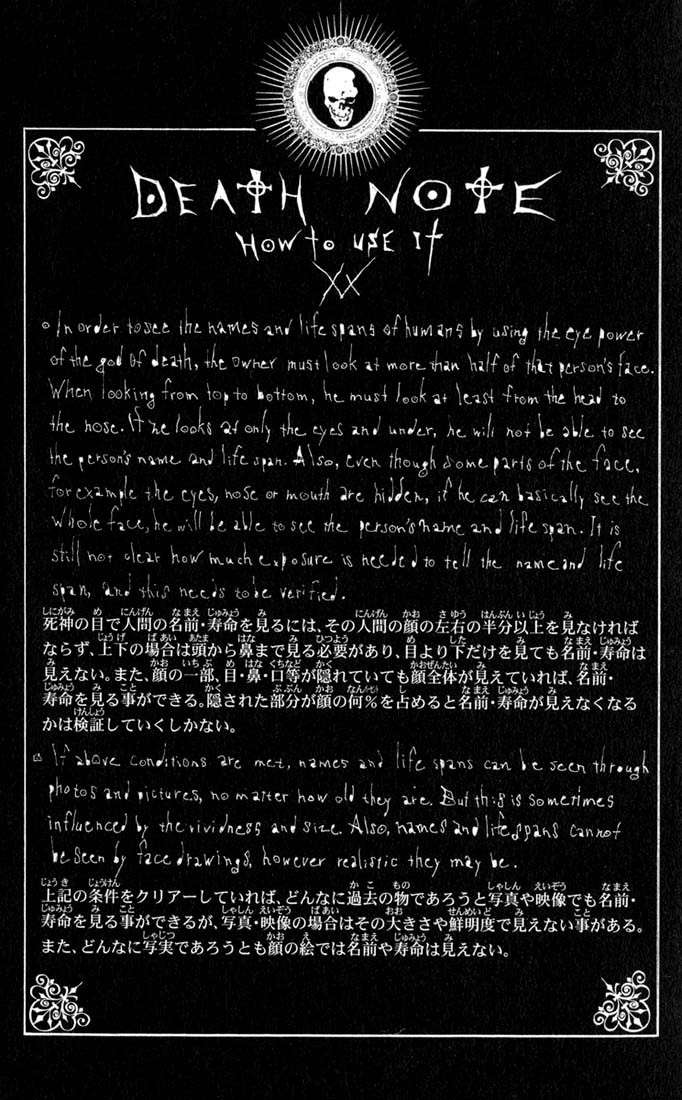 DEATH NOTE
HOW to USE It
XX
○ In order to see the names and life spans of humans by using the eye power
of the god of death, the owner must look at more than half of that person's face.
When looking from top to bottom, he must look at least from the head to
the nose. If he looks at only the eyes and under, he will not be able to see
the person's name and life span. Also, even though some parts of the face,
for example the eyes, nose or mouth are hidden, if he can basically see the
whole face, he will be able to see the person's name and life span. It is
still not clear how much exposure is needed to tell the name and life
span, and this needs to be verified.
死神の目で人間の名前・寿命を見るには、その人間の顔の左右の半分以上を見なければ
ならず、上下の場合は頭から鼻まで見る必要があり、目より下だけを見ても名前・寿命は
見えない。また、顔の一部、目・鼻・口等が隠れていても顔全体が見えていれば、名前・
寿命を見る事ができる。隠された部分が顔の何%を占めると名前・寿命が見えなくなる
かは検証していくしかない。
If above conditions are met, names and life spans can be seen through
photos and pictures, no matter how old they are. But this is sometimes
influenced by the vividness and size. Also, names and life spans cannot
be seen by face drawings, however realistic they may be.
上記の条件をクリアーしていれば、どんなに過去の物であろうと写真や映像でも名前・
寿命を見る事ができるが、写真・映像の場合はその大きさや鮮明度で見えない事がある。
また、どんなに写実であろうとも顔の絵では名前や寿命は見えない。